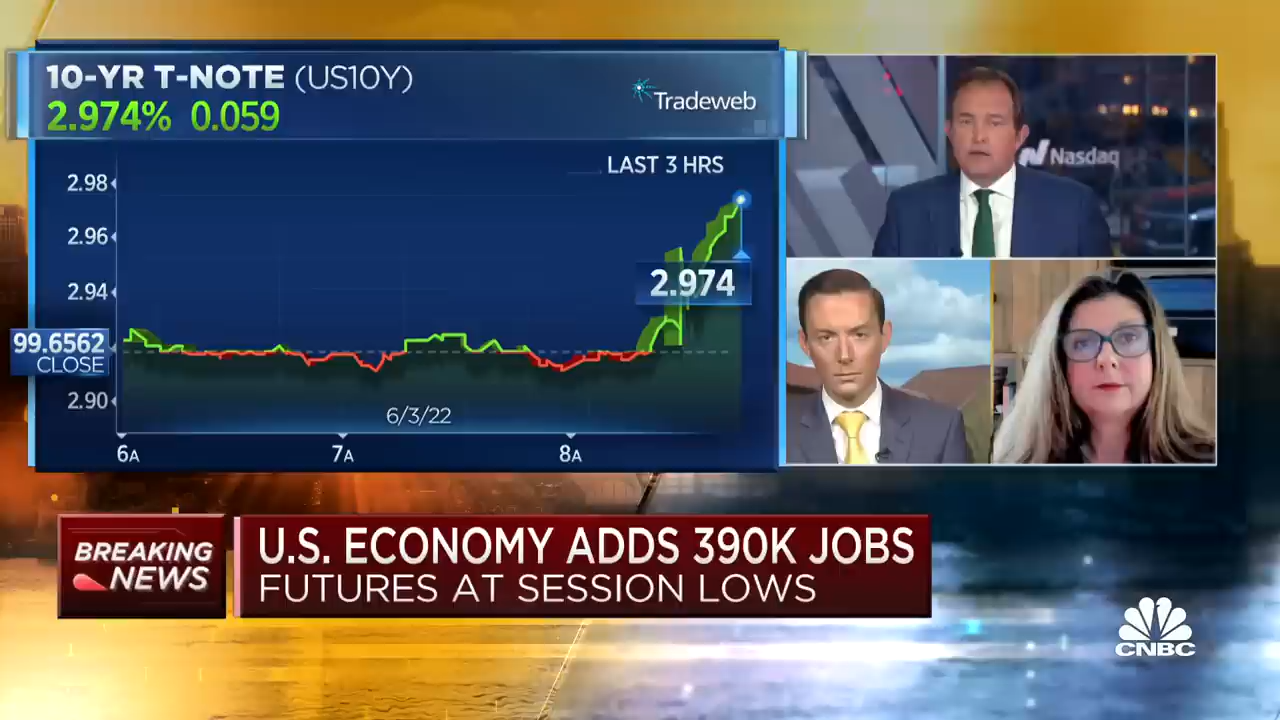 10-YR T-NOTE (US10Y)
2.974% 0.059
Tradeweb
LAST 3 HRS
2.98
2.96
2.94
2.974
99.6562
CLOSE
2.90
6/3/22
6A
7A
8A
Nasdaq
BREAKING
NEWS
U.S. ECONOMY ADDS 390K JOBS
FUTURES AT SESSION LOWS
CNBC